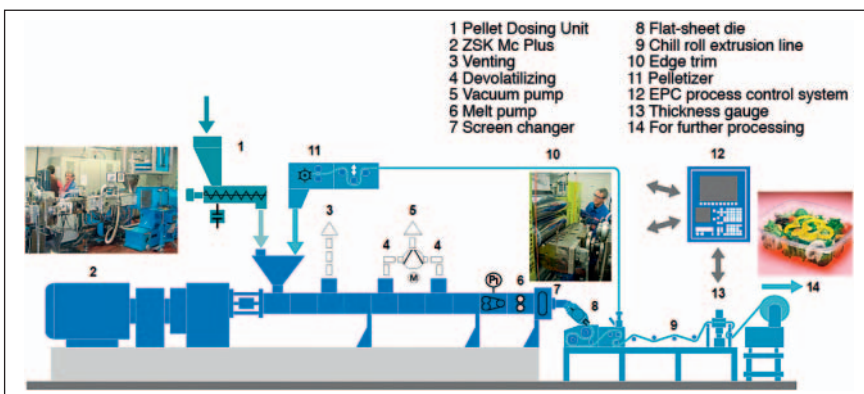 1 Pellet Dosing Unit
2 ZSK Mc Plus
3 Venting
4 Devolatilizing
5 Vacuum pump
6 Melt pump
7 Screen changer
8 Flat-sheet die
9 Chill roll extrusion line
10 Edge trim
11 Pelletizer
12 EPC process control system
13 Thickness gauge
14 For further processing
1
11
10
12
3
5
4
4
M
2
PI
6
7
8
9
13
14